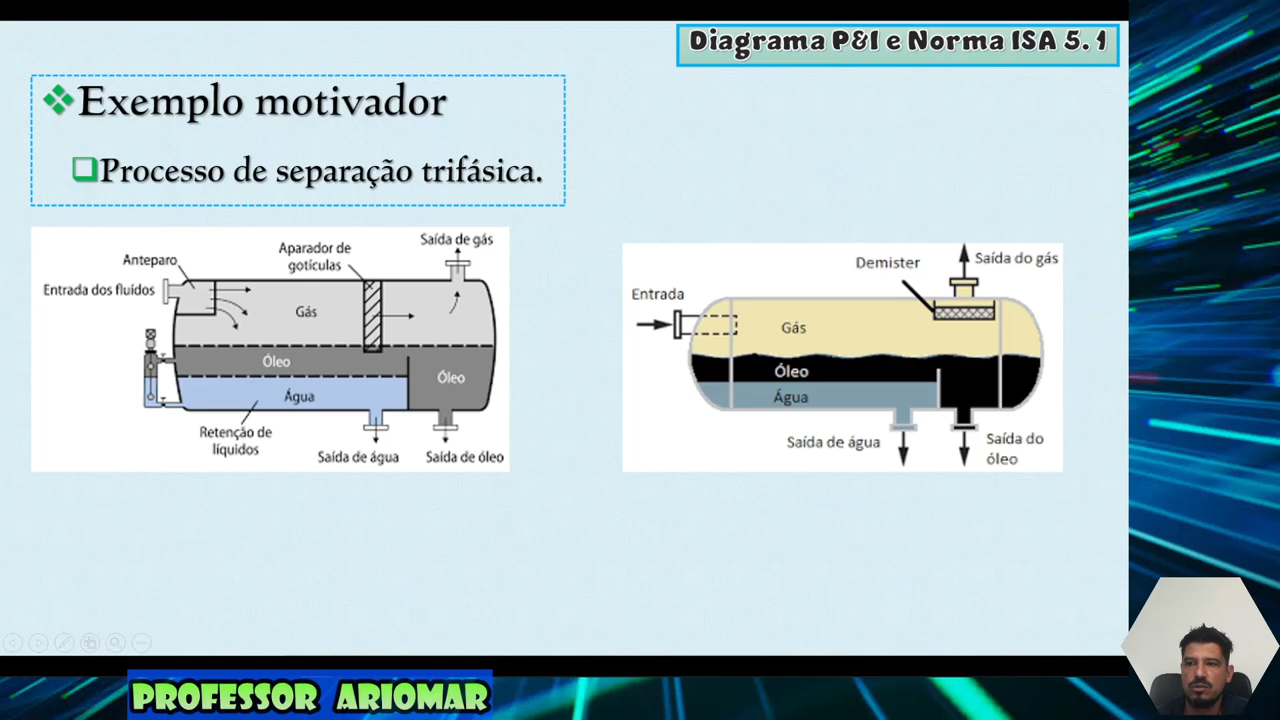 Diagrama P&I e Norma ISA 5.1
Exemplo motivador
Processo de separação trifásica.
Saída de gás
Aparador de
gotículas
Anteparo
Entrada dos fluídos
Gás
Óleo
Óleo
Água
Retenção de
líquidos
Saída de água
Saída de óleo
Demister
Saída do gás
Entrada
Gás
Óleo
Água
Saída de água
Saída do
óleo
PROFESSOR ARIOMAR